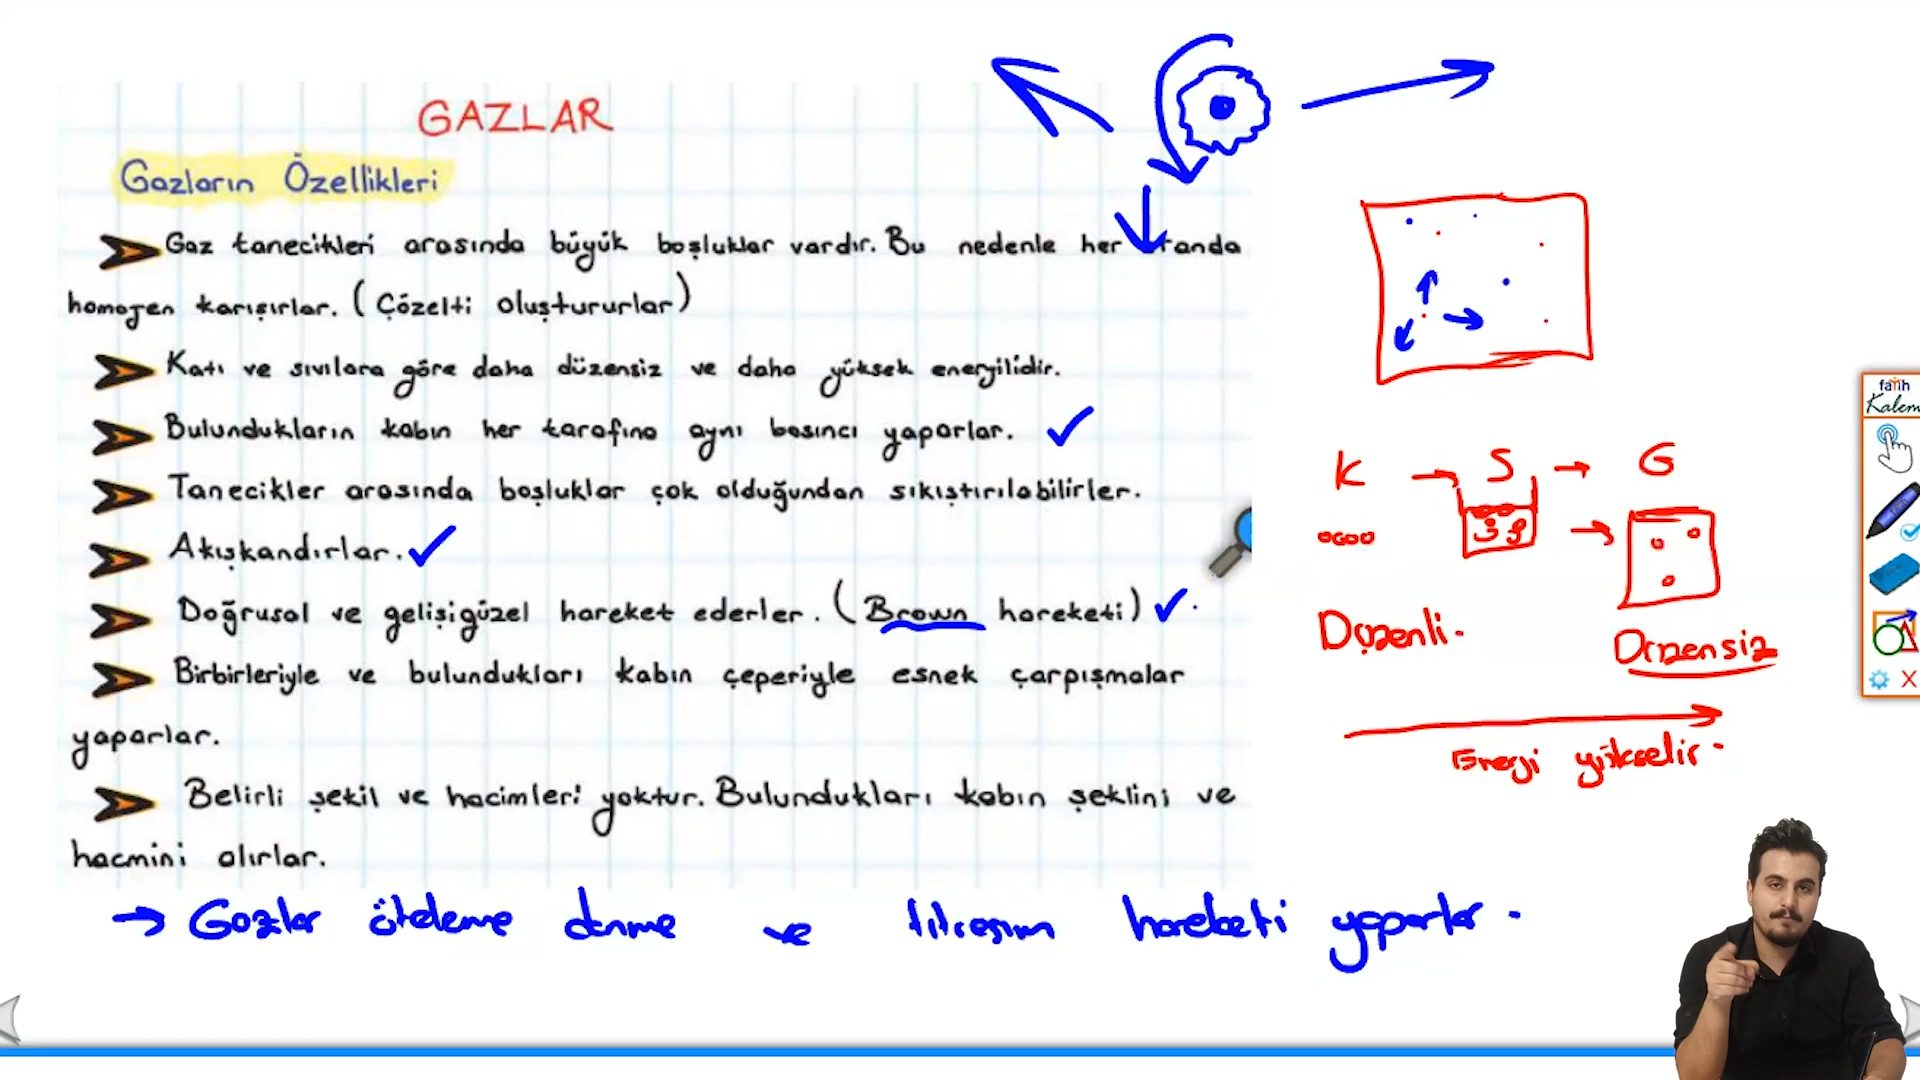 GAZLAR
Gazların Özellikleri
Gaz tanecikleri arasında büyük boşluklar vardır. Bu nedenle her randa
homojen karışırlar. (Çözelti oluştururlar)
Katı ve sıvılara göre daha düzensiz ve daha yüksek energilidir.
Bulundukların kabın her tarafına aynı basıncı yaparlar.
Tanecikler arasında boşluklar çok olduğundan sıkıştırılabilirler.
Akışkandırlar.
Doğrusal ve gelişigüzel hareket ederler. (Brown hareketi)
Birbirleriyle ve bulundukları kabın çeperiyle esnek çarpışmalar
yaparlar.
Belirli şekil ve hacimleri yoktur. Bulundukları kabın şeklini ve
hacmini alırlar.
→ Gazlar öteleme dönme ve titreşim hareketi yaparlar.
K → S → G
Düzenli.
Düzensiz
Enerji yükselir.
fatih
Kalem